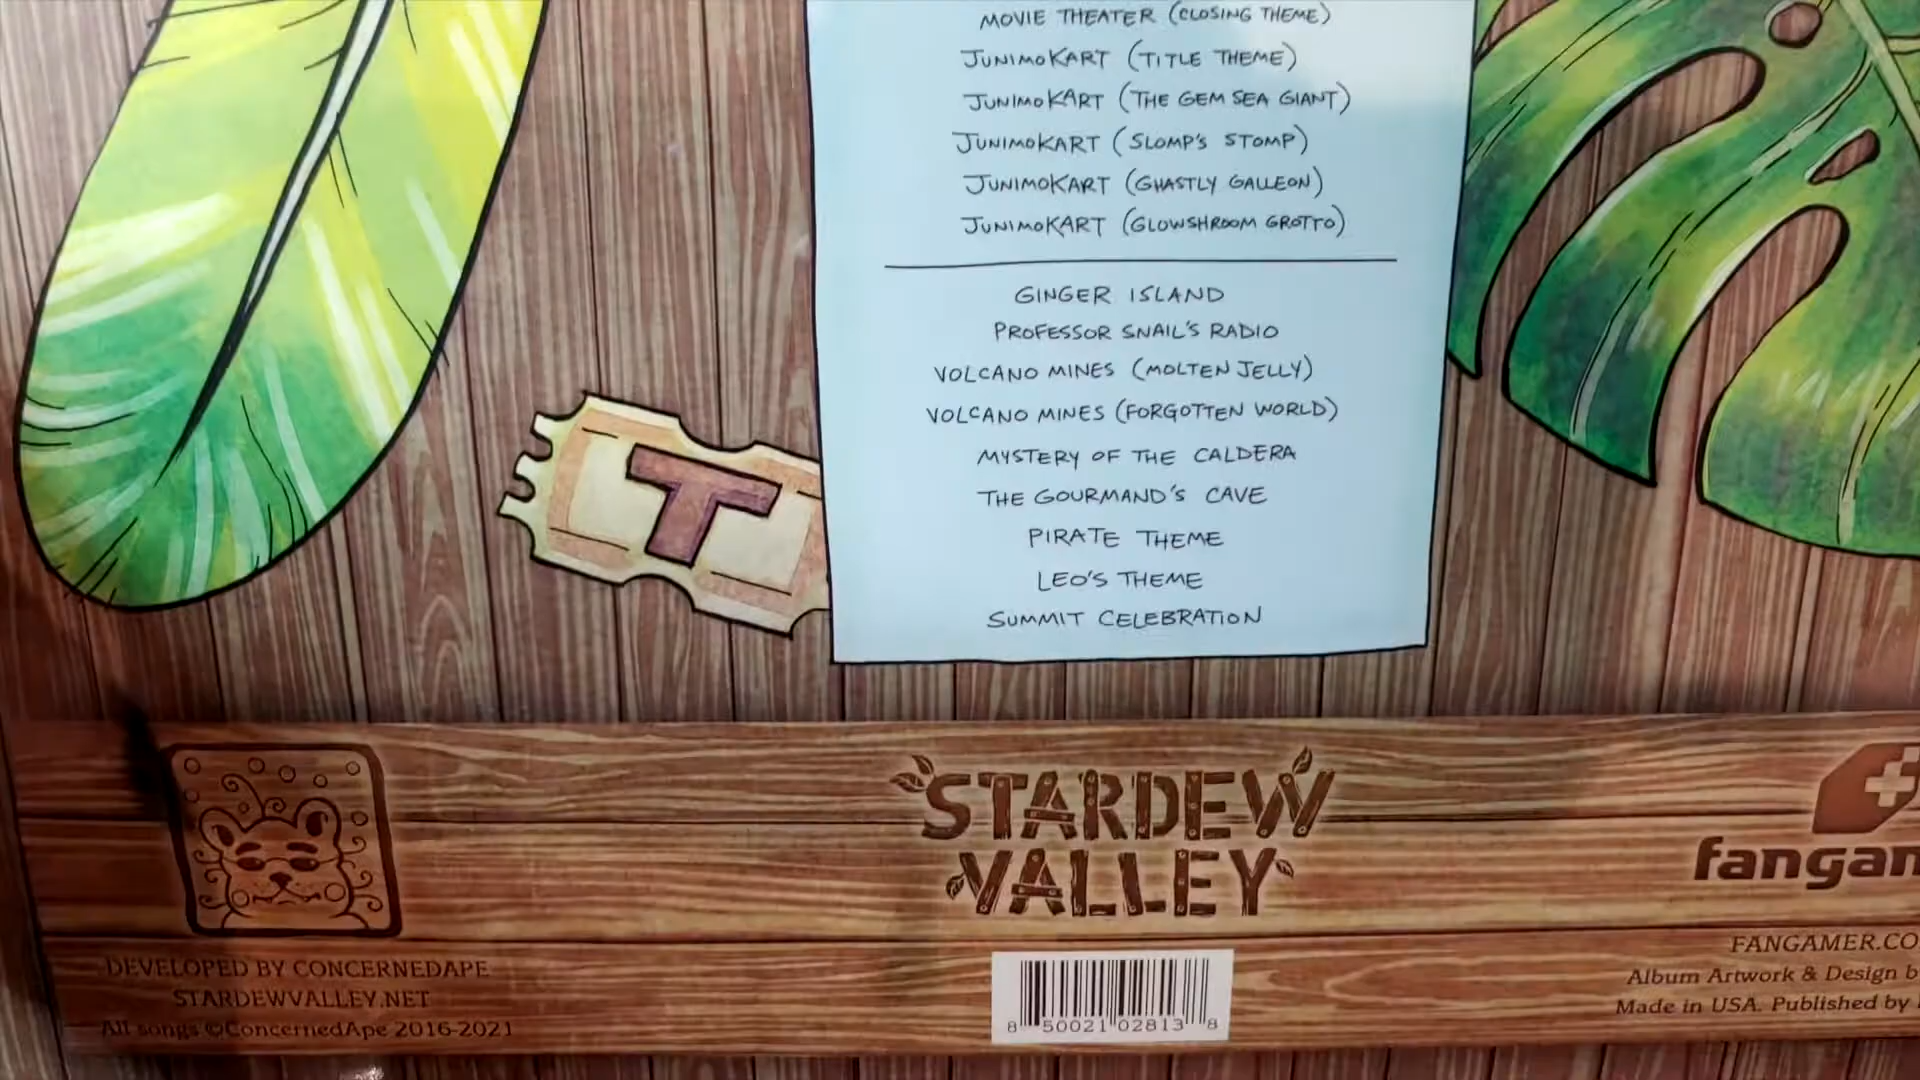 MOVIE THEATER (CLOSING THEME)
JUNIMOKART (TITLE THEME)
JUNIMOKART (THE GEM SEA GIANT)
JUNIMOKART (SLOMP'S STOMP)
JUNIMOKART (GHASTLY GALLEON)
JUNIMOKART (GLOWSHROOM GROTTO)
GINGER ISLAND
PROFESSOR SNAIL'S RADIO
VOLCANO MINES (MOLTEN JELLY)
VOLCANO MINES (FORGOTTEN WORLD)
MYSTERY OF THE CALDERA
THE GOURMAND'S CAVE
PIRATE THEME
LEO'S THEME
SUMMIT CELEBRATION
T
STARDEW
VALLEY
fangam
DEVELOPED BY CONCERNEDAPE
STARDEWVALLEY.NET
All songs ©ConcernedApe 2016-2021
8 50021 02813 8
FANGAMER.CO
Album Artwork & Design b
Made in USA. Published by